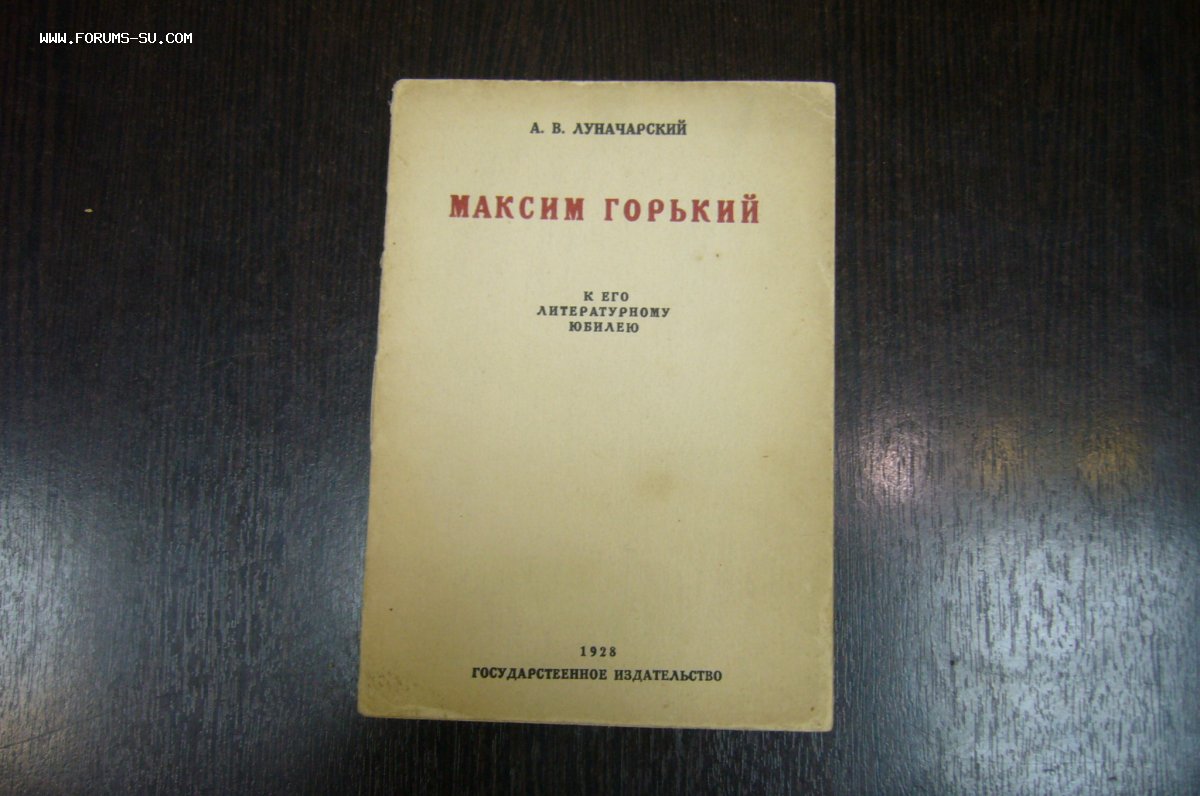 WWW.FORUMS-SU.COM
А. В. ЛУНАЧАРСКИЙ
МАКСИМ ГОРЬКИЙ
К ЕГО
ЛИТЕРАТУРНОМУ
ЮБИЛЕЮ
1928
ГОСУДАРСТЕЕННОЕ ИЗДАТЕЛЬСТВО